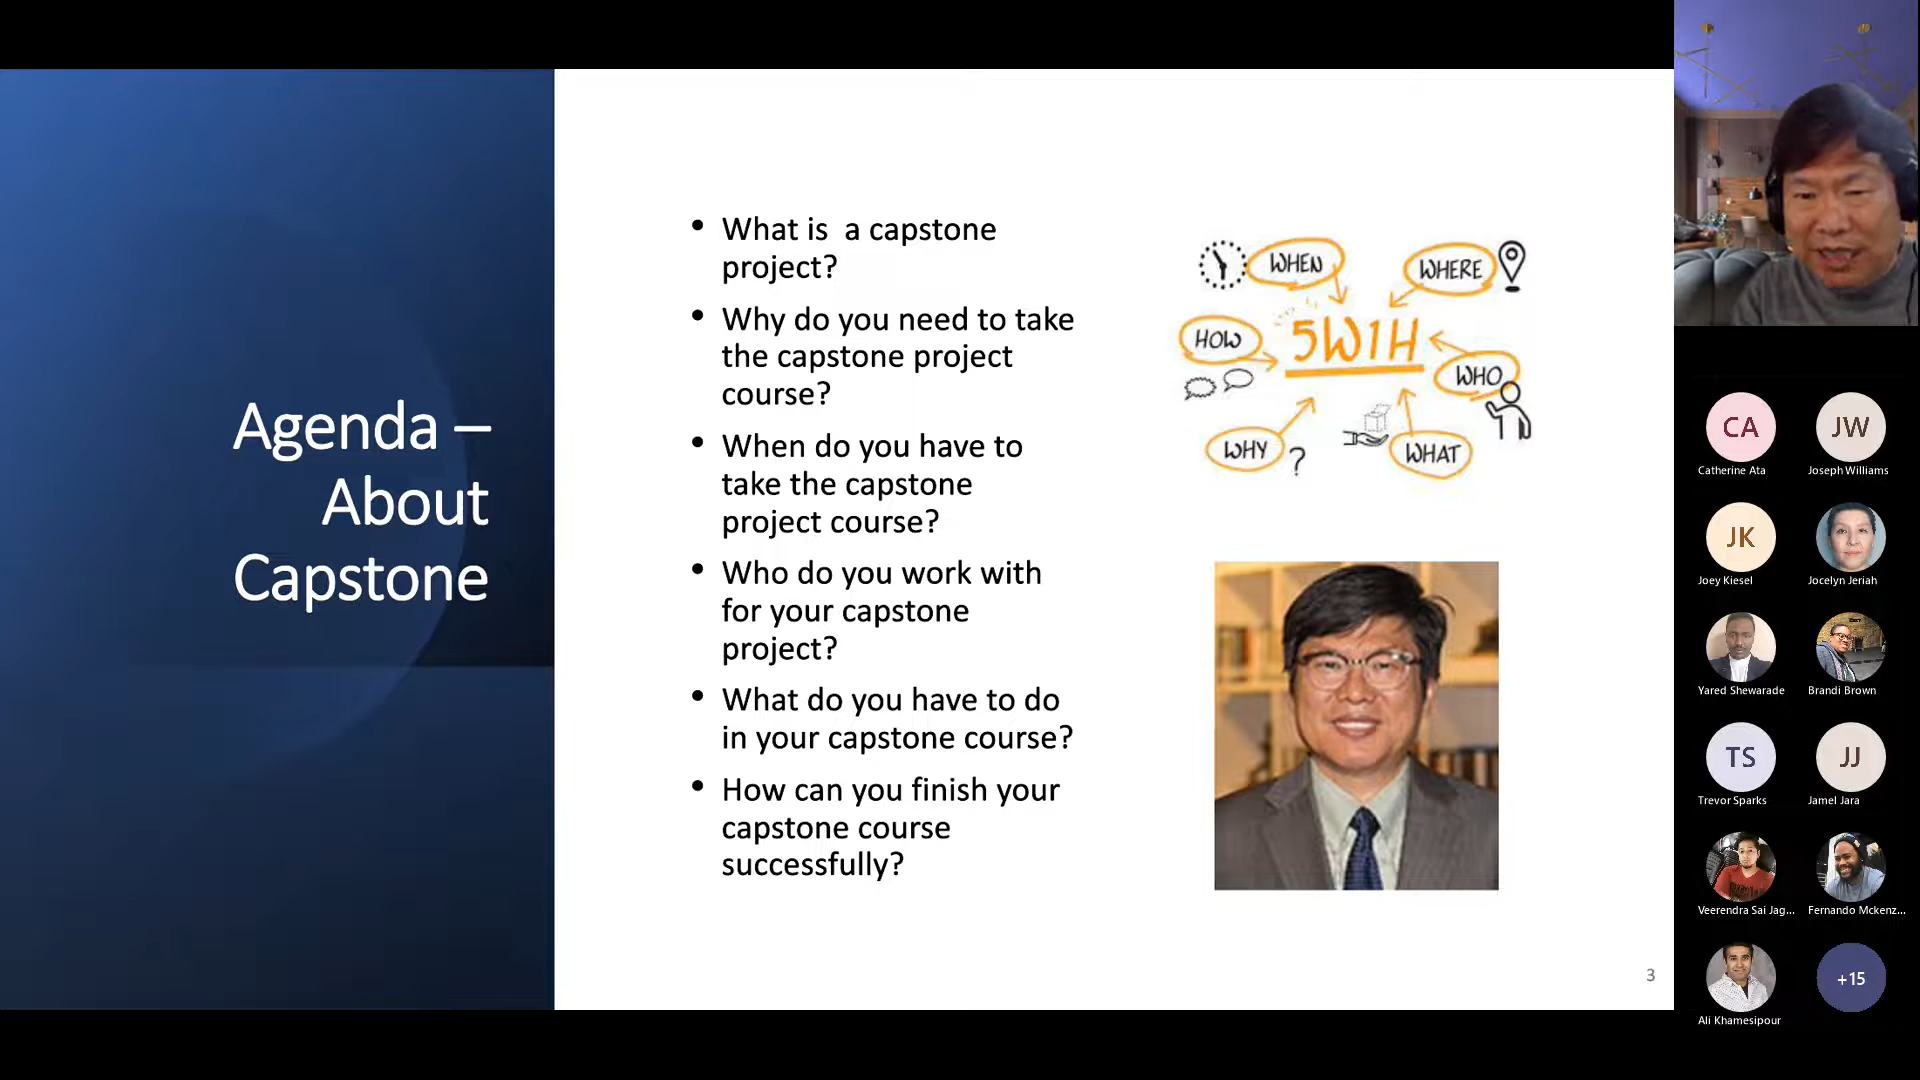 Agenda –
About
Capstone
• What is  a capstone
project?
• Why do you need to take
the capstone project
course?
• When do you have to
take the capstone
project course?
• Who do you work with
for your capstone
project?
• What do you have to do
in your capstone course?
• How can you finish your
capstone course
successfully?
WHEN
WHERE
HOW
5W1H
WHO
WHY
?
WHAT
3
CA
JW
Catherine Ata
Joseph Williams
JK
Joey Kiesel
Jocelyn Jeriah
Yared Shewarade
Brandi Brown
TS
JJ
Trevor Sparks
Jamel Jara
Veerendra Sai Jag...
Fernando Mckenz...
+15
Ali Khamesipour